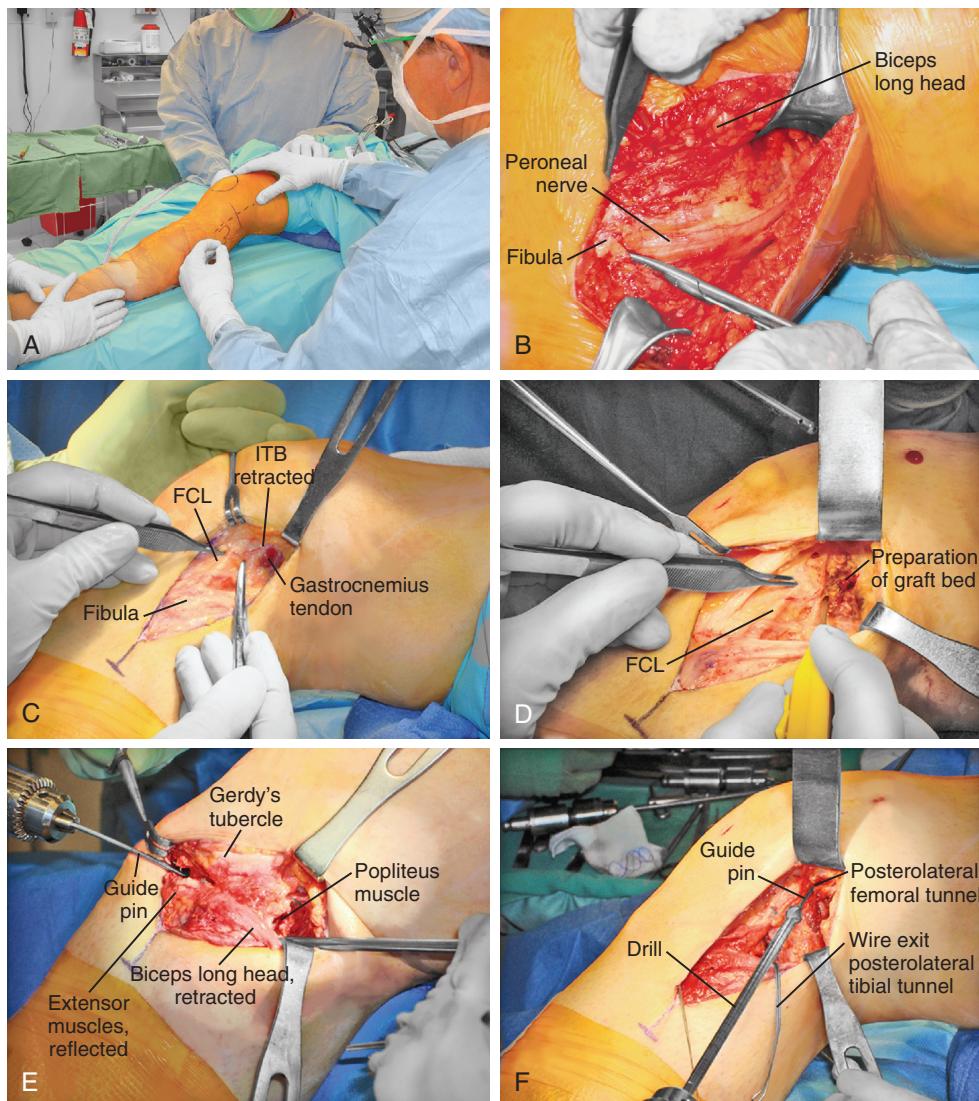 A
Biceps
long head
Peroneal
nerve
Fibula
B
ITB
retracted
FCL
Gastrocnemius
tendon
Fibula
C
Preparation
of graft bed
FCL
D
Gerdy's
tubercle
Guide
pin
Popliteus
muscle
Biceps long head,
retracted
Extensor
muscles,
reflected
E
Guide
pin
Posterolateral
femoral tunnel
Drill
Wire exit
posterolateral
tibial tunnel
F